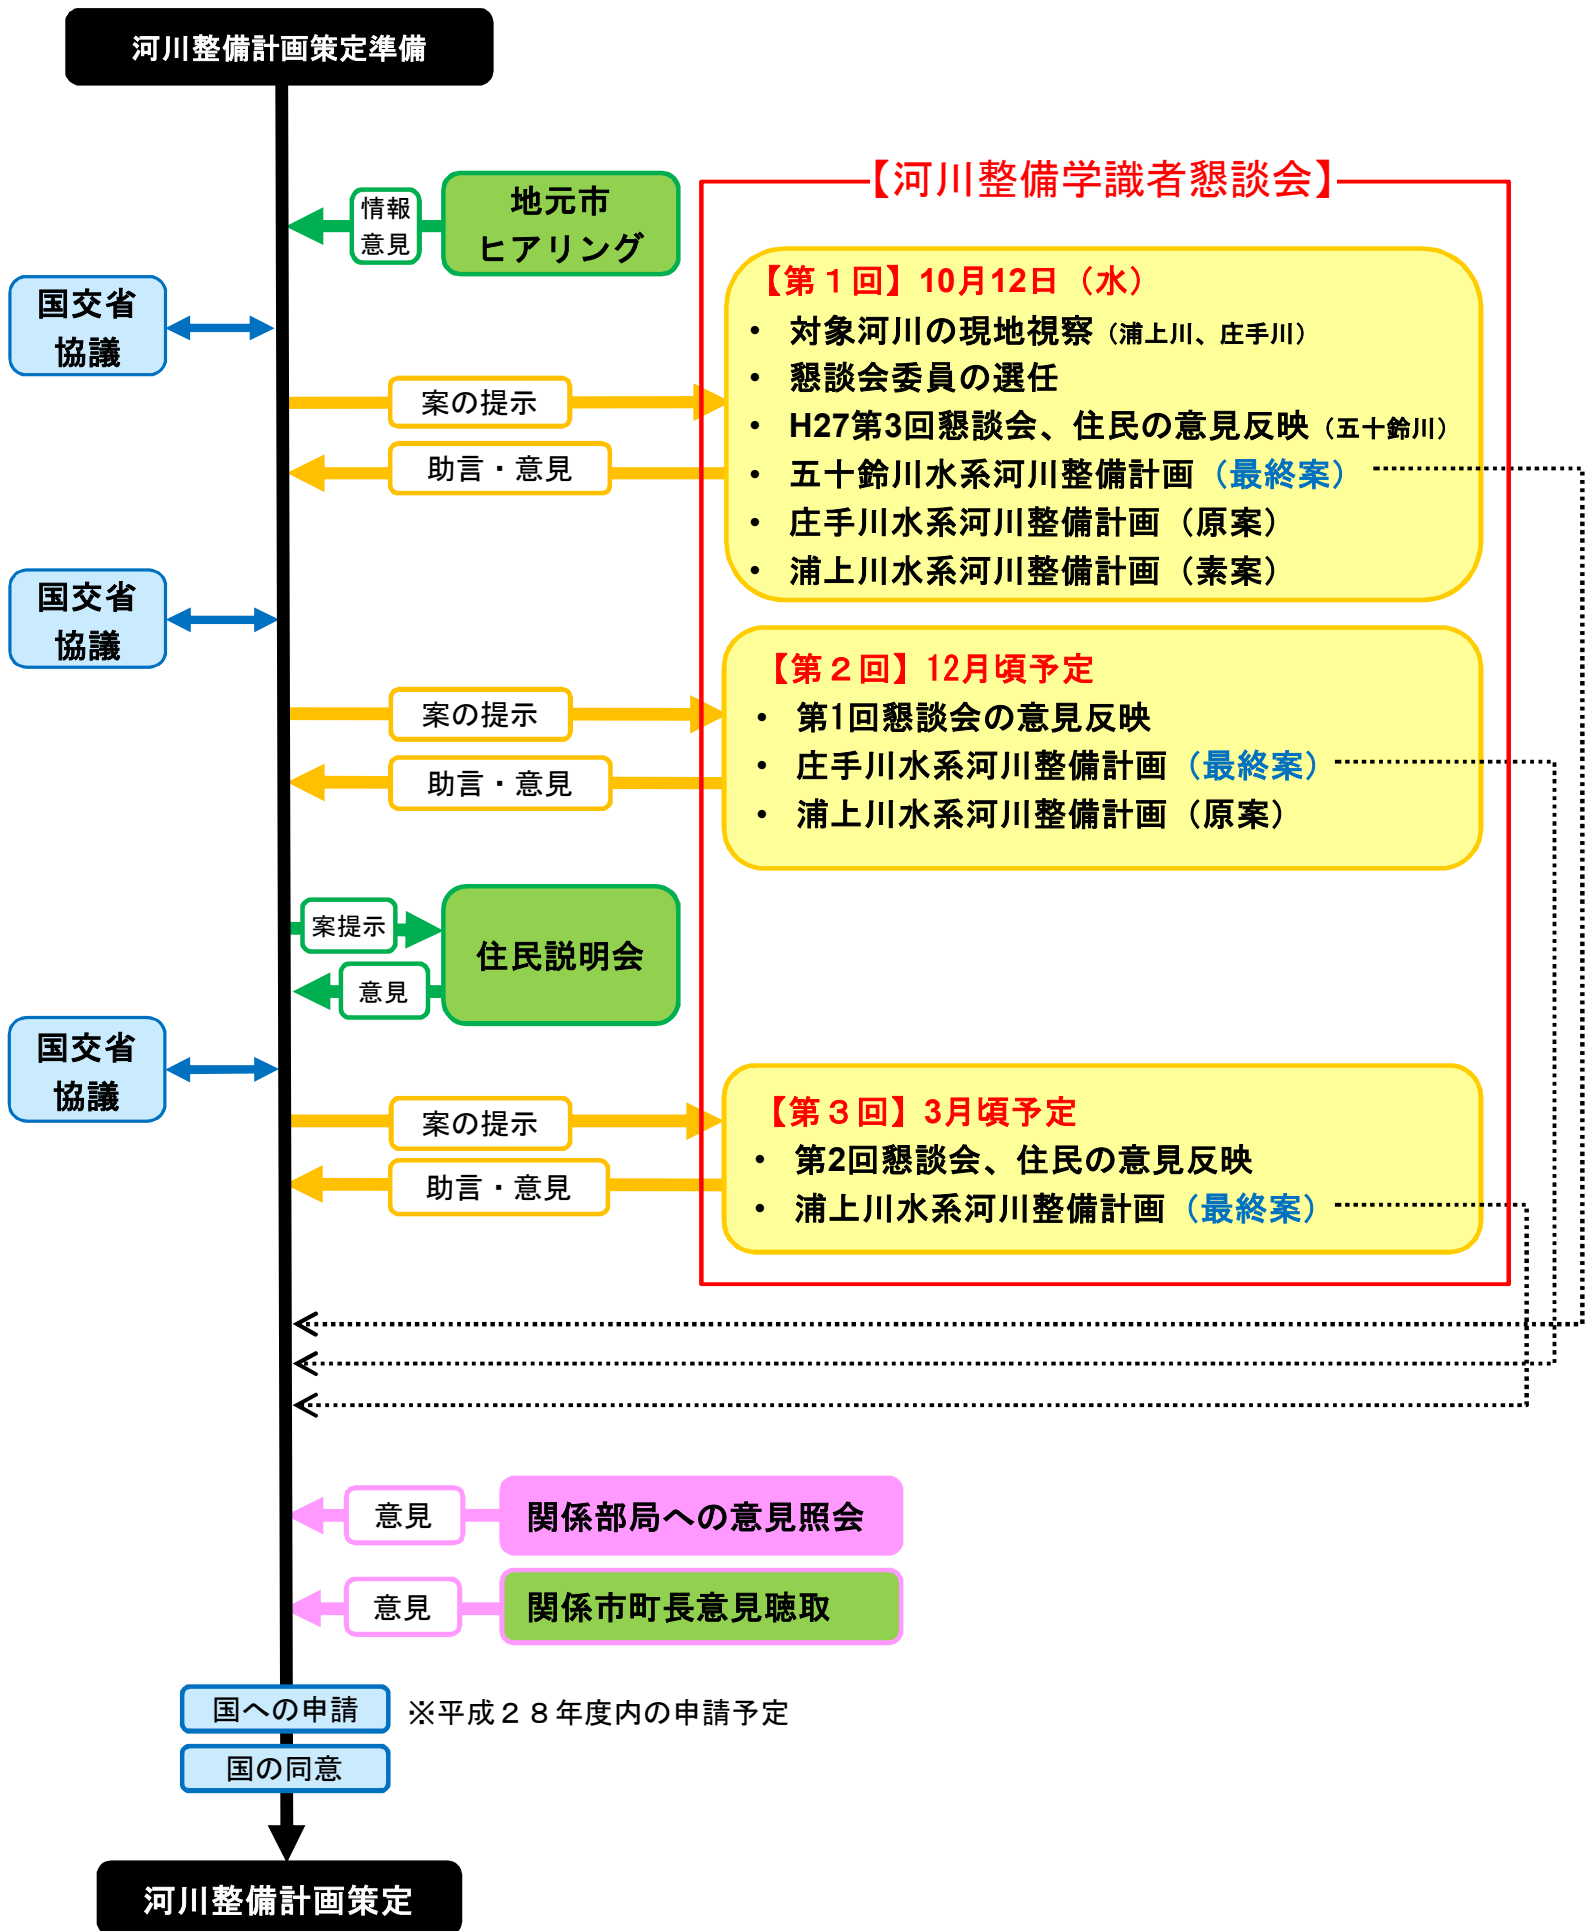 河川整備計画策定準備
【河川整備学識者懇談会】
情報
意見
地元市
ヒアリング
国交省
協議
【第１回】10月12日（水）
• 対象河川の現地視察（浦上川、庄手川）
• 懇談会委員の選任
• H27第3回懇談会、住民の意見反映（五十鈴川）
• 五十鈴川水系河川整備計画（最終案）
• 庄手川水系河川整備計画（原案）
• 浦上川水系河川整備計画（素案）
案の提示
助言・意見
国交省
協議
【第２回】12月頃予定
• 第1回懇談会の意見反映
• 庄手川水系河川整備計画（最終案）
• 浦上川水系河川整備計画（原案）
案の提示
助言・意見
案提示
意見
住民説明会
国交省
協議
【第３回】3月頃予定
• 第2回懇談会、住民の意見反映
• 浦上川水系河川整備計画（最終案）
案の提示
助言・意見
意見
関係部局への意見照会
意見
関係市町長意見聴取
国への申請
※平成２８年度内の申請予定
国の同意
河川整備計画策定